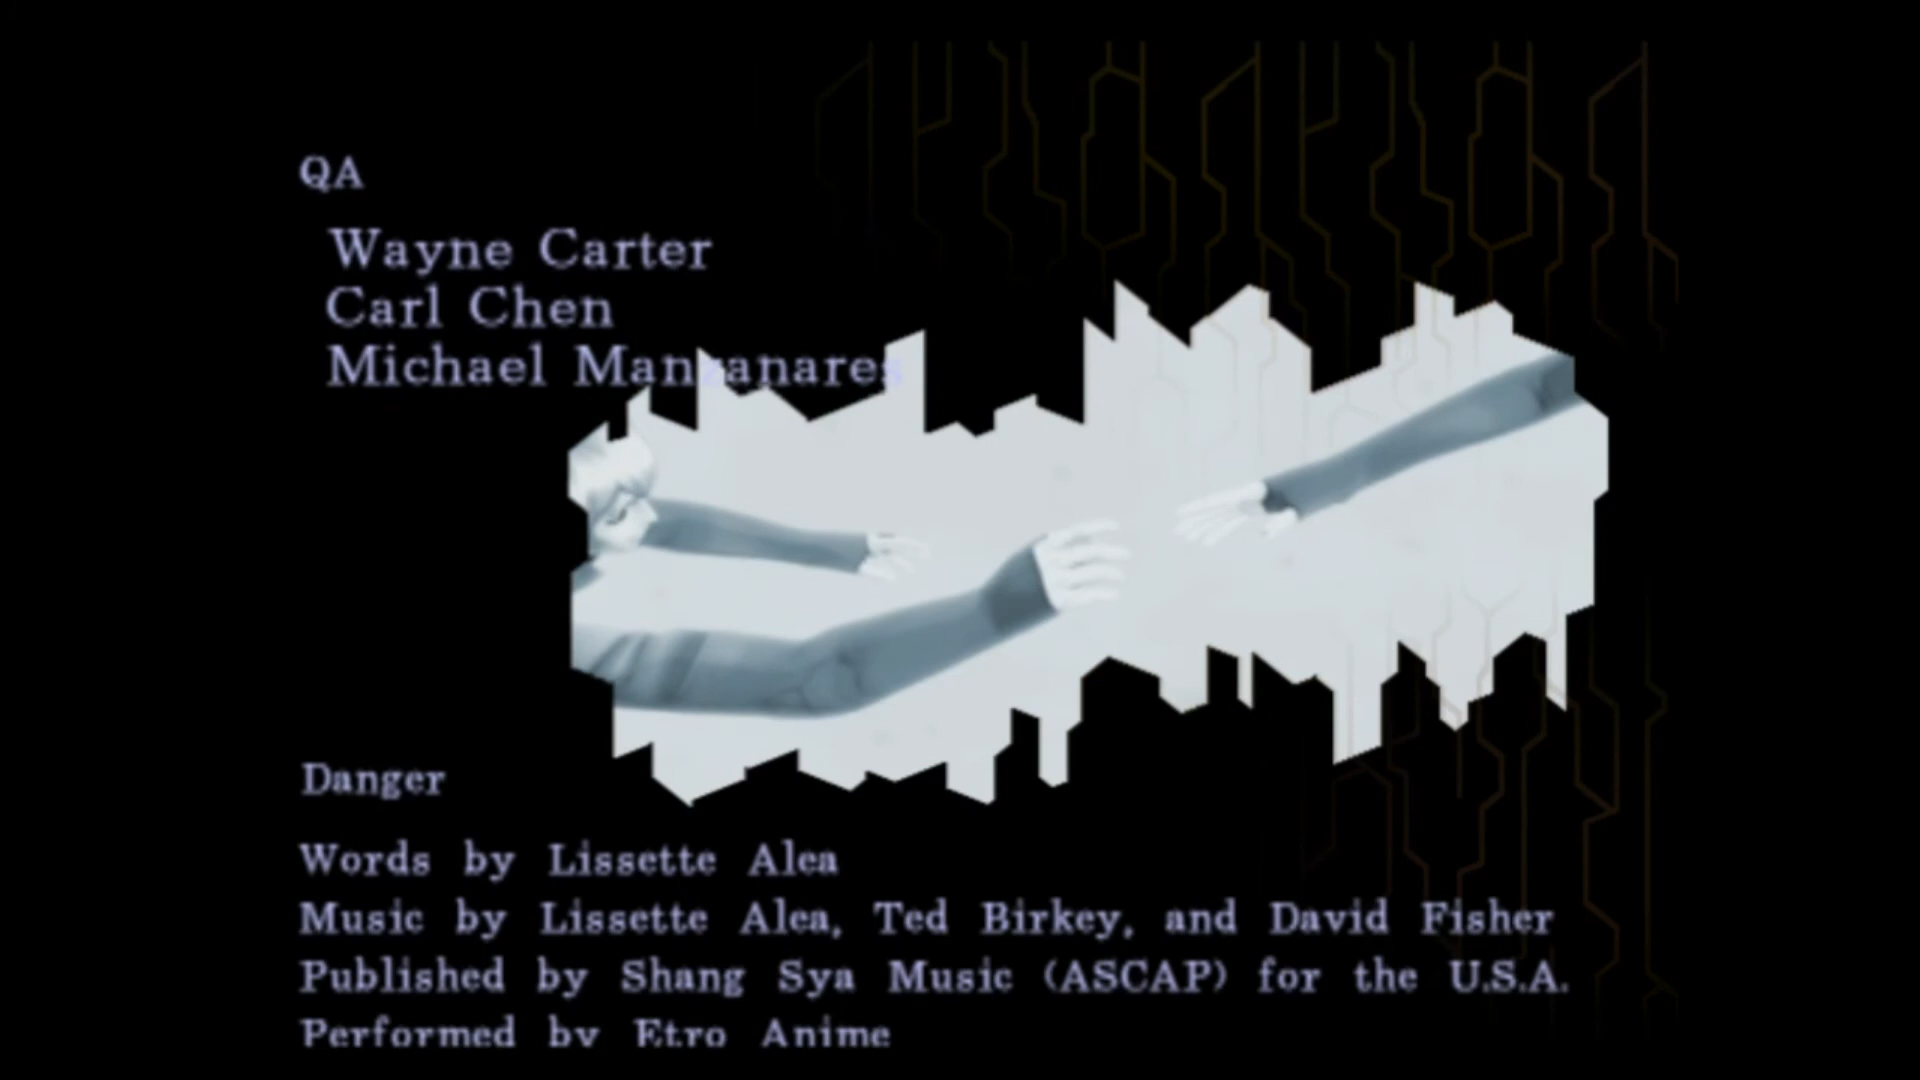 QA
Wayne Carter
Carl Chen
Michael Manzanares
Danger
Words by Lissette Alea
Music by Lissette Alea, Ted Birkey, and David Fisher
Published by Shang Sya Music (ASCAP) for the U.S.A.
Performed by Etro Anime